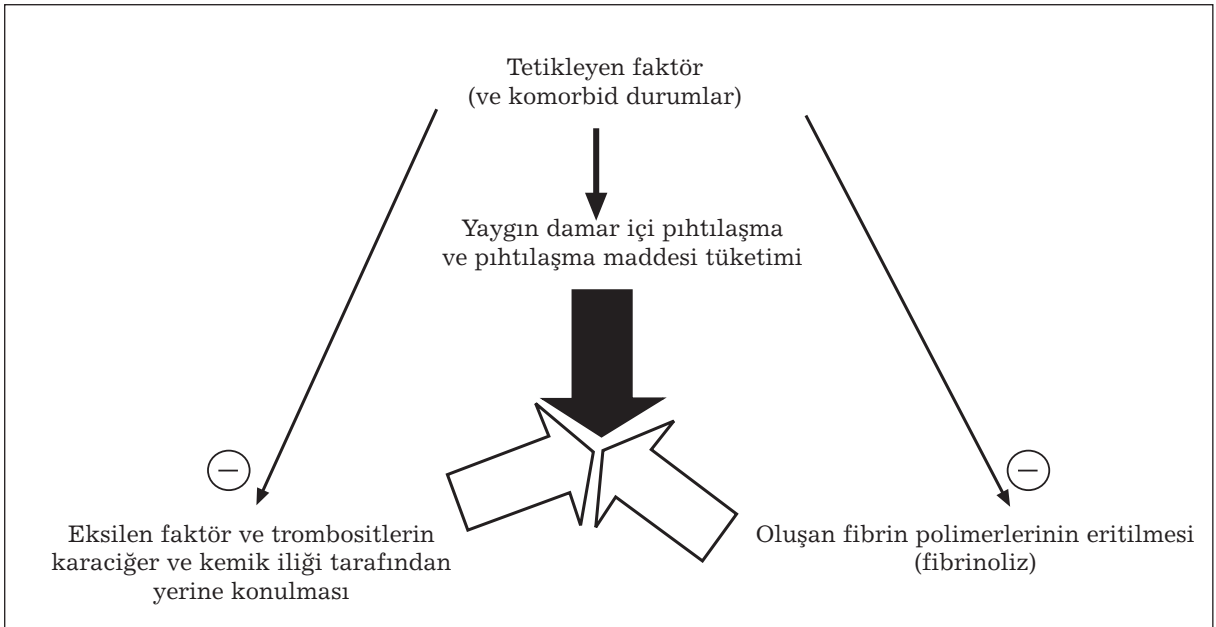 Tetikleyen faktör
(ve komorbid durumlar)
Yaygın damar içi pıhtılaşma
ve pıhtılaşma maddesi tüketimi
−
−
Eksilen faktör ve trombositlerin
karaciğer ve kemik iliği tarafından
yerine konulması
Oluşan fibrin polimerlerinin eritilmesi
(fibrinoliz)